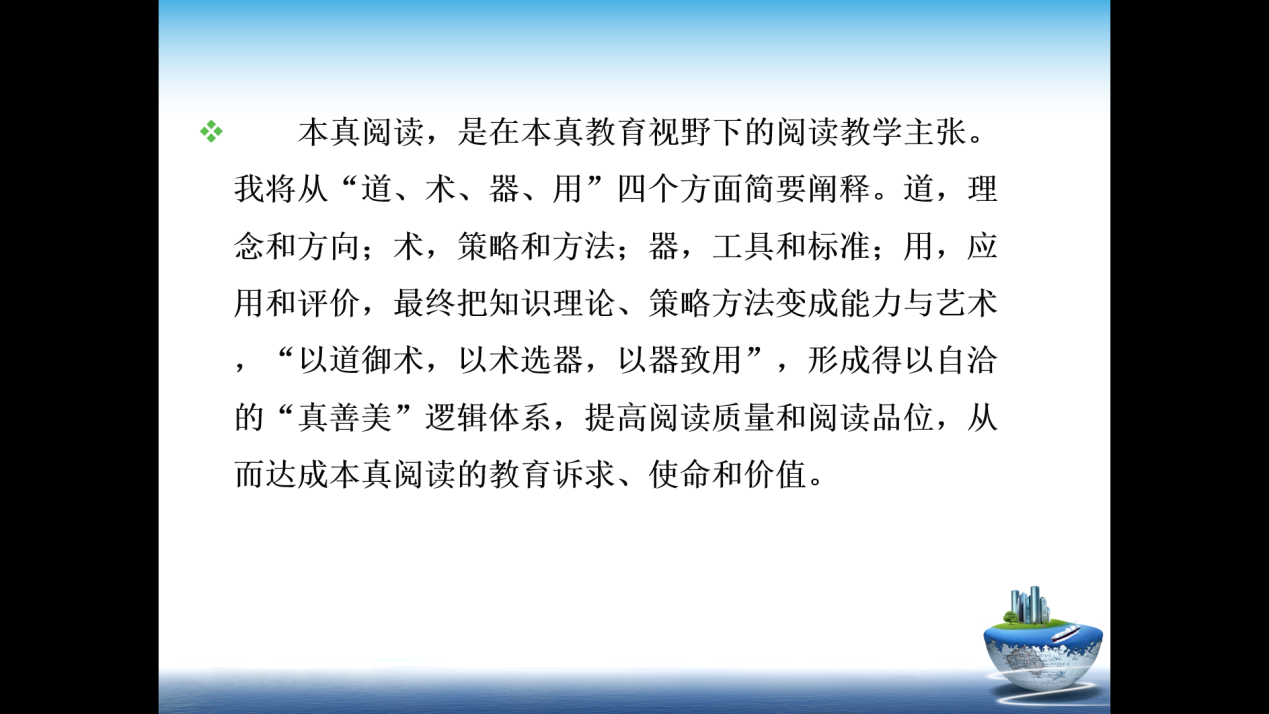 本真阅读，是在本真教育视野下的阅读教学主张。
我将从“道、术、器、用”四个方面简要阐释。道，理
念和方向；术，策略和方法；器，工具和标准；用，应
用和评价，最终把知识理论、策略方法变成能力与艺术
，“以道御术，以术选器，以器致用”，形成得以自洽
的“真善美”逻辑体系，提高阅读质量和阅读品位，从
而达成本真阅读的教育诉求、使命和价值。